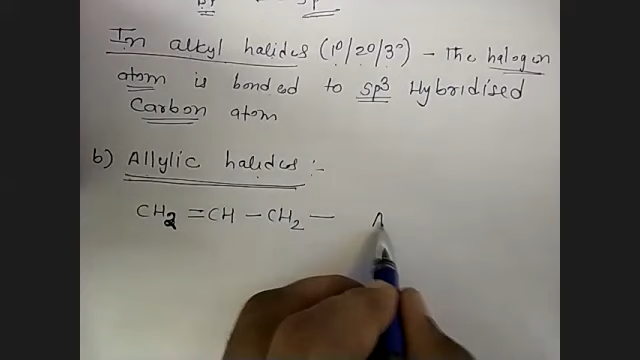 In alkyl halides (1°/2°/3°) - The halogen
atom is bonded to sp³ Hybridised
Carbon atom
b) Allylic halides :-
CH₂ = CH - CH₂ —